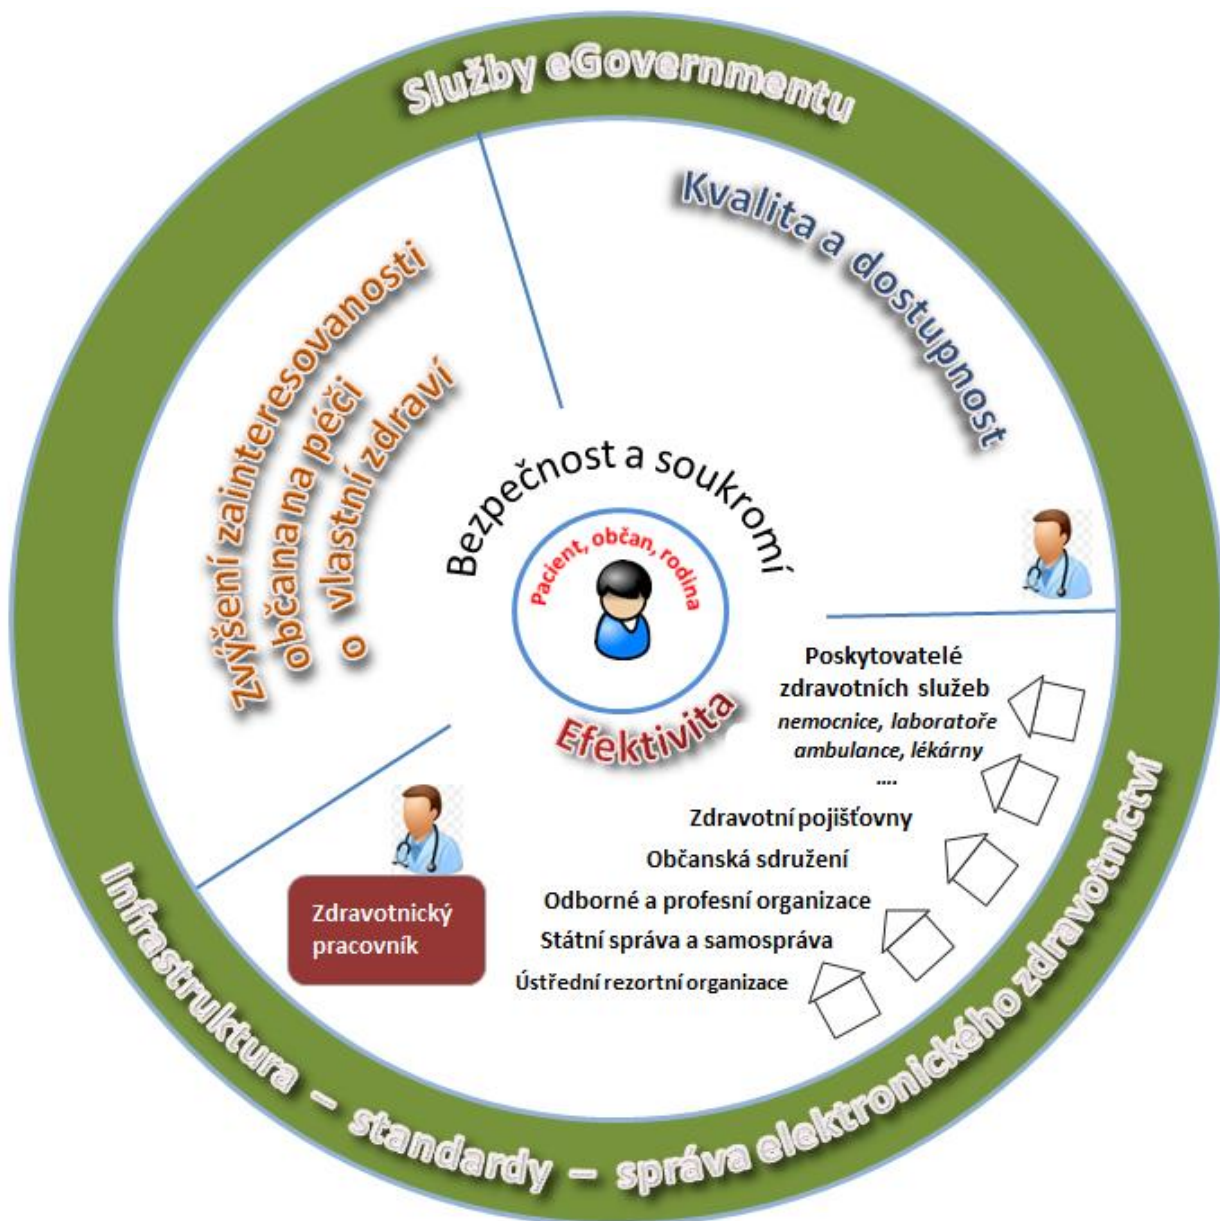 Služby eGovernmentu
Kvalita a dostupnost
Zvýšení zainteresovanosti
občana na péči
o vlastní zdraví
Bezpečnost a soukromí
Pacient, občan, rodina
Efektivita
Poskytovatelé
zdravotních služeb
nemocnice, laboratoře
ambulance, lékárny
....
Zdravotní pojišťovny
Občanská sdružení
Odborné a profesní organizace
Státní správa a samospráva
Ústřední rezortní organizace
Zdravotnický
pracovník
Infrastruktura – standardy – správa elektronického zdravotnictví